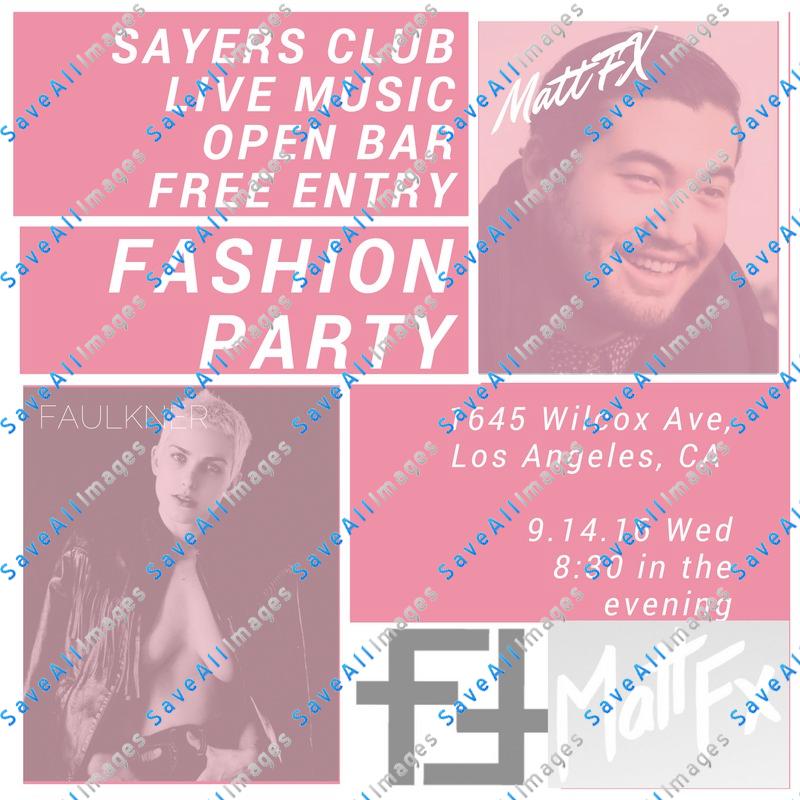 SAYERS CLUB
LIVE MUSIC
OPEN BAR
FREE ENTRY
FASHION
PARTY
MattFX
FAULKNER
1645 Wilcox Ave,
Los Angeles, CA
9.14.16 Wed
8:30 in the
evening
MattFx
SaveAllImages